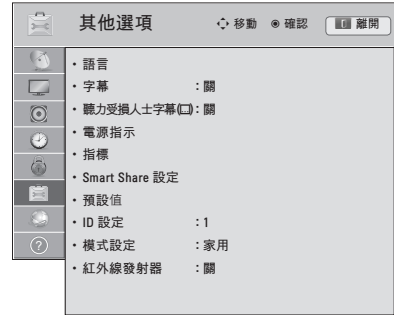 其他選項 移動 確認 離開
• 語言
• 字幕 : 關
• 聽力受損人士字幕() : 關
• 電源指示
• 指標
• Smart Share 設定
• 預設值
• ID 設定 : 1
• 模式設定 : 家用
• 紅外線發射器 : 關
?